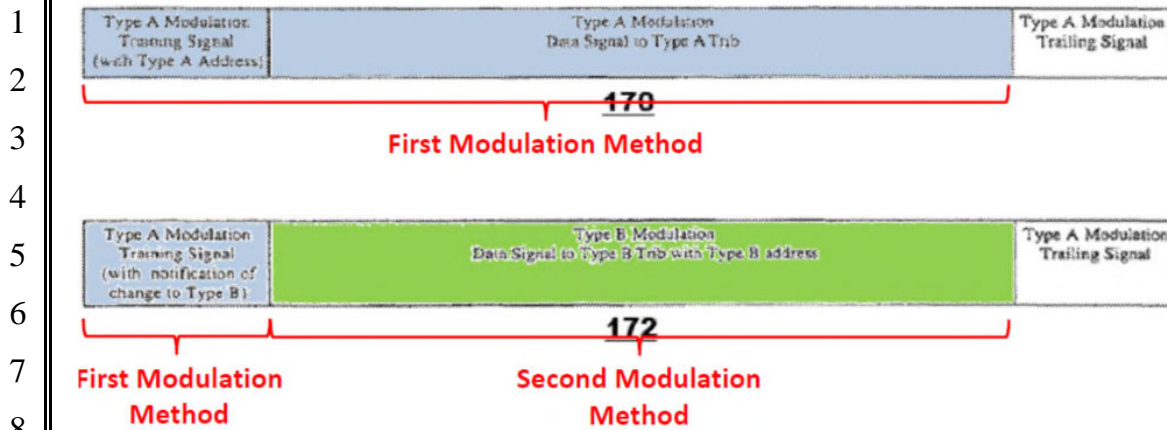 1
Type A Modulation
Training Signal
(with Type A Address)
Type A Modulation
Data Signal to Type A Trib
Type A Modulation
Trailing Signal
2
170
3
First Modulation Method
4
5
Type A Modulation
Training Signal
(with notification of
change to Type B)
Type B Modulation
Data Signal to Type B Trib with Type B address
Type A Modulation
Trailing Signal
6
172
7
First Modulation
Method
Second Modulation
Method
8